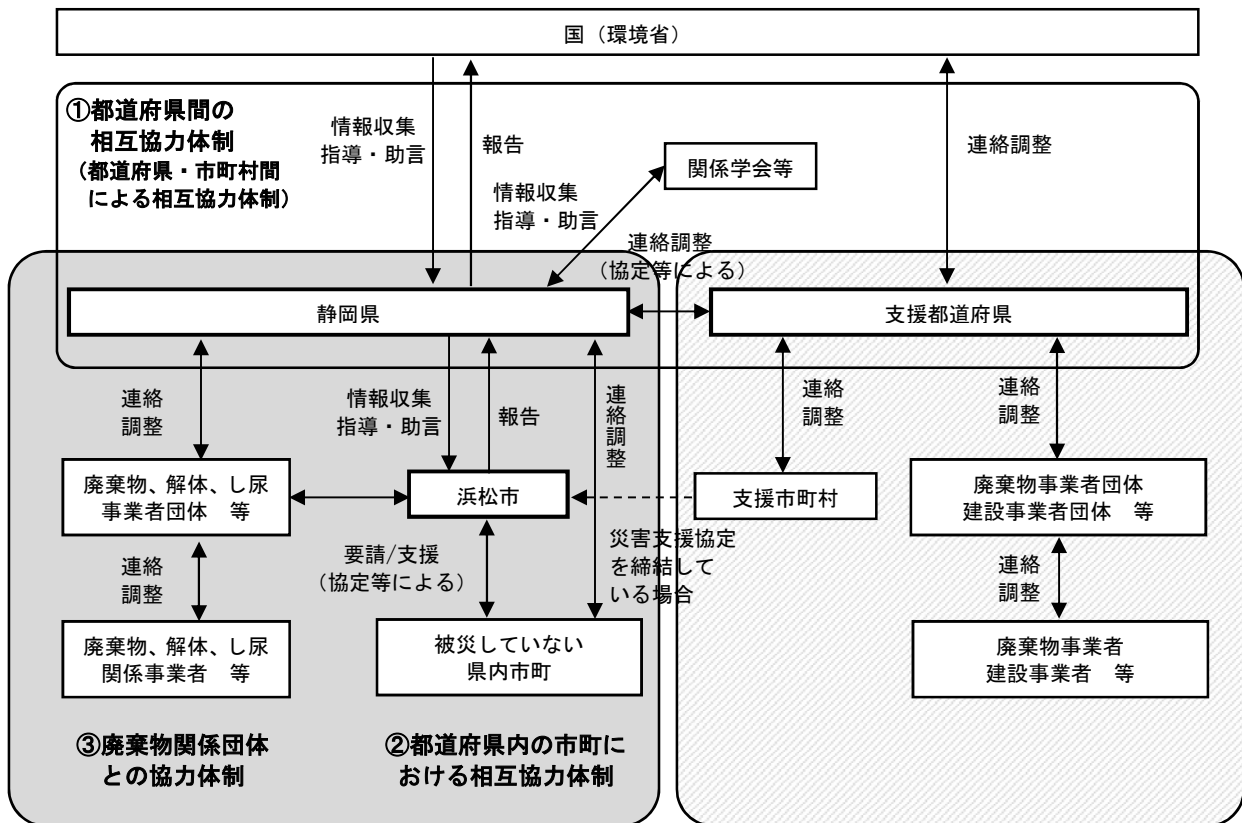 国（環境省）
①都道府県間の
相互協力体制
（都道府県・市町村間
による相互協力体制）
情報収集
指導・助言
報告
情報収集
指導・助言
関係学会等
連絡調整
連絡調整
（協定等による）
静岡県
支援都道府県
連絡
調整
情報収集
指導・助言
報告
連絡調整
連絡
調整
連絡
調整
廃棄物、解体、し尿
事業者団体　等
浜松市
支援市町村
廃棄物事業者団体
建設事業者団体　等
連絡
調整
要請/支援
（協定等による）
災害支援協定
を締結して
いる場合
連絡
調整
廃棄物、解体、し尿
関係事業者　等
被災していない
県内市町
廃棄物事業者
建設事業者　等
③廃棄物関係団体
との協力体制
②都道府県内の市町に
おける相互協力体制